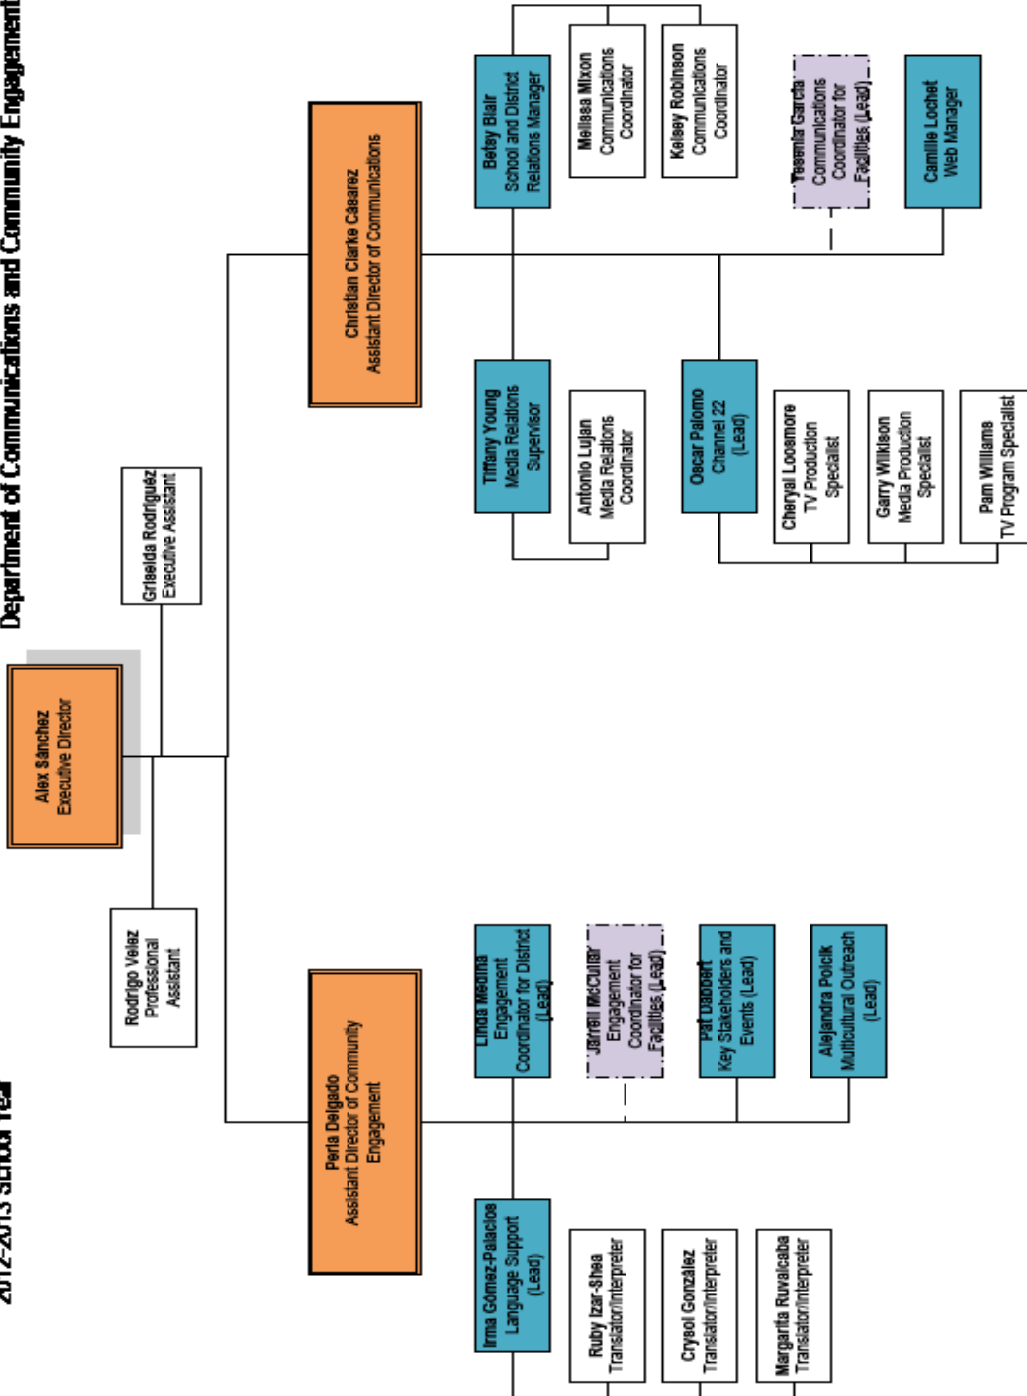 Department of Communications and Community Engagement
2012-2013 School Year
Alex Sánchez
Executive Director
Rodrigo Velez
Professional
Assistant
Griselda Rodriguéz
Executive Assistant
Perla Delgado
Assistant Director of Community
Engagement
Christian Clarke Cásarez
Assistant Director of Communications
Irma Gómez-Palacios
Language Support
(Lead)
Ruby Izar-Shea
Translator/Interpreter
Crysol González
Translator/Interpreter
Margarita Ruvalcaba
Translator/Interpreter
Linda Medina
Engagement
Coordinator for District
(Lead)
Jarrell McCullar
Engagement
Coordinator for
Facilities (Lead)
Pat Dabbert
Key Stakeholders and
Events (Lead)
Alejandra Polcik
Multicultural Outreach
(Lead)
Tiffany Young
Media Relations
Supervisor
Antonio Lujan
Media Relations
Coordinator
Oscar Palomo
Channel 22
(Lead)
Cheryal Loosmore
TV Production
Specialist
Garry Wilkison
Media Production
Specialist
Pam Williams
TV Program Specialist
Betsy Blair
School and District
Relations Manager
Melissa Mixon
Communications
Coordinator
Kelsey Robinson
Communications
Coordinator
Yesenia Garcia
Communications
Coordinator for
Facilities (Lead)
Camille Lochet
Web Manager